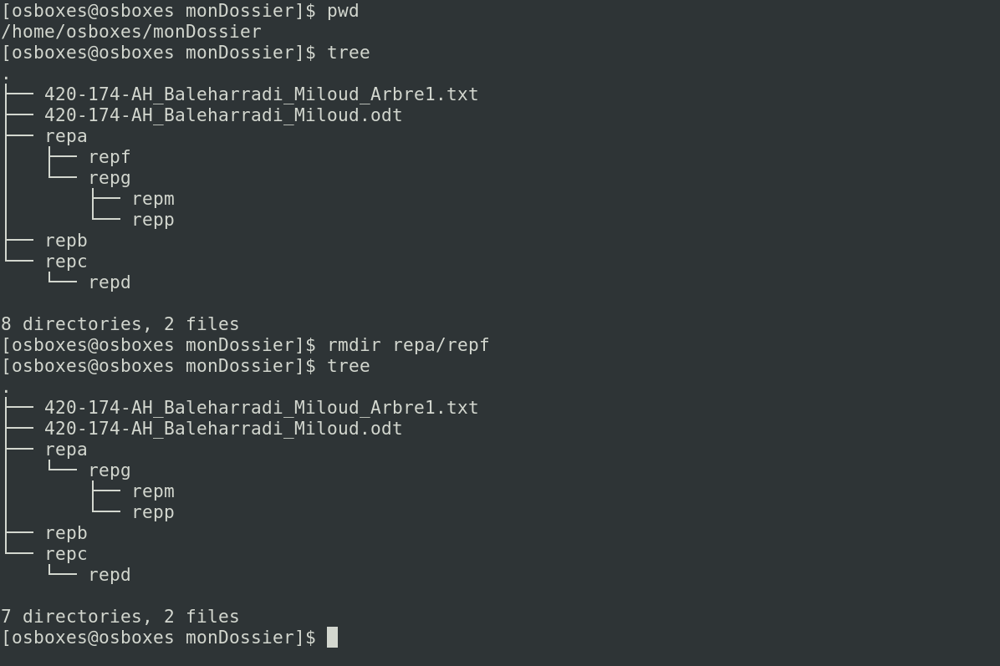 [osboxes@osboxes monDossier]$ pwd
/home/osboxes/monDossier
[osboxes@osboxes monDossier]$ tree
.
├── 420-174-AH_Baleharradi_Miloud_Arbre1.txt
├── 420-174-AH_Baleharradi_Miloud.odt
├── repa
│   ├── repf
│   └── repg
│       ├── repm
│       └── repp
├── repb
└── repc
    └── repd

8 directories, 2 files
[osboxes@osboxes monDossier]$ rmdir repa/repf
[osboxes@osboxes monDossier]$ tree
.
├── 420-174-AH_Baleharradi_Miloud_Arbre1.txt
├── 420-174-AH_Baleharradi_Miloud.odt
├── repa
│   └── repg
│       ├── repm
│       └── repp
├── repb
└── repc
    └── repd

7 directories, 2 files
[osboxes@osboxes monDossier]$